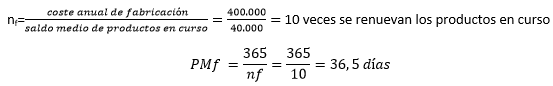 n_f = coste anual de fabricación / saldo medio de productos en curso = 400.000 / 40.000 = 10 veces se renuevan los productos en curso
PMf = 365 / nf = 365 / 10 = 36,5 días